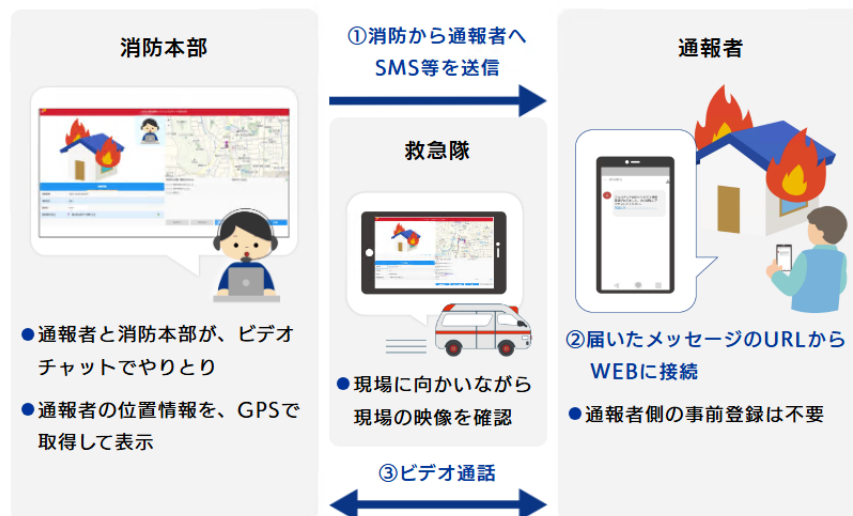 消防本部
①消防から通報者へ
SMS等を送信
通報者
救急隊
●通報者と消防本部が、ビデオ
チャットでやりとり
●通報者の位置情報を、GPSで
取得して表示
●現場に向かいながら
現場の映像を確認
②届いたメッセージのURLから
WEBに接続
●通報者側の事前登録は不要
③ビデオ通話